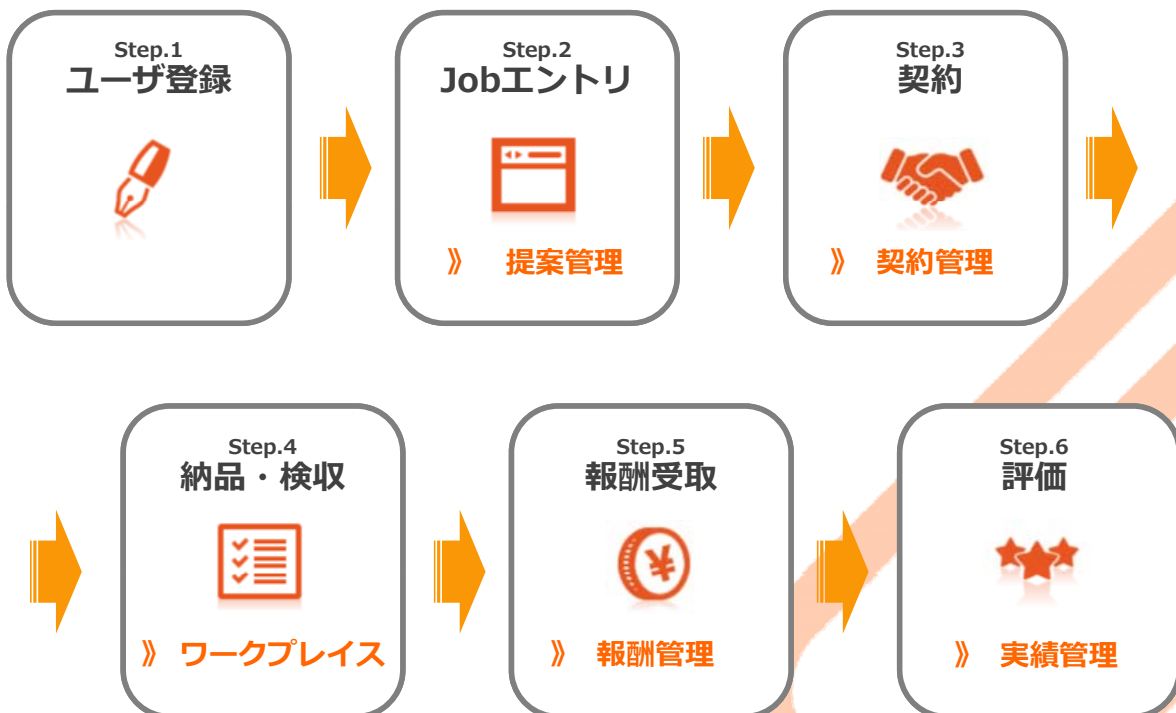 Step.1
ユーザ登録
Step.2
Jobエントリ
》 提案管理
Step.3
契約
》 契約管理
Step.4
納品・検収
》 ワークプレイス
Step.5
報酬受取
¥
》 報酬管理
Step.6
評価
》 実績管理